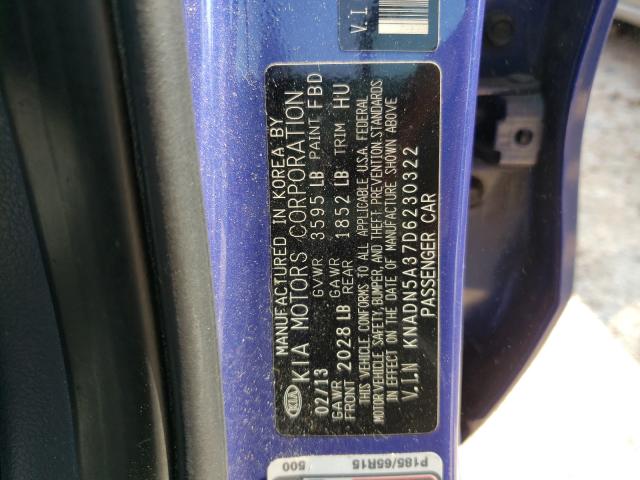 V.I
MANUFACTURED IN KOREA BY
KIA KIA MOTORS CORPORATION
02/13 GVWR 3595 LB PAINT FBD
GAWR FRONT 2028 LB GAWR REAR 1852 LB TRIM HU
THIS VEHICLE CONFORMS TO ALL APPLICABLE U.S.A. FEDERAL
MOTOR VEHICLE SAFETY, BUMPER, AND THEFT PREVENTION STANDARDS
IN EFFECT ON THE DATE OF MANUFACTURE SHOWN ABOVE
V.I.N KNADN5A37D6230322
PASSENGER CAR
P185/65R15
500